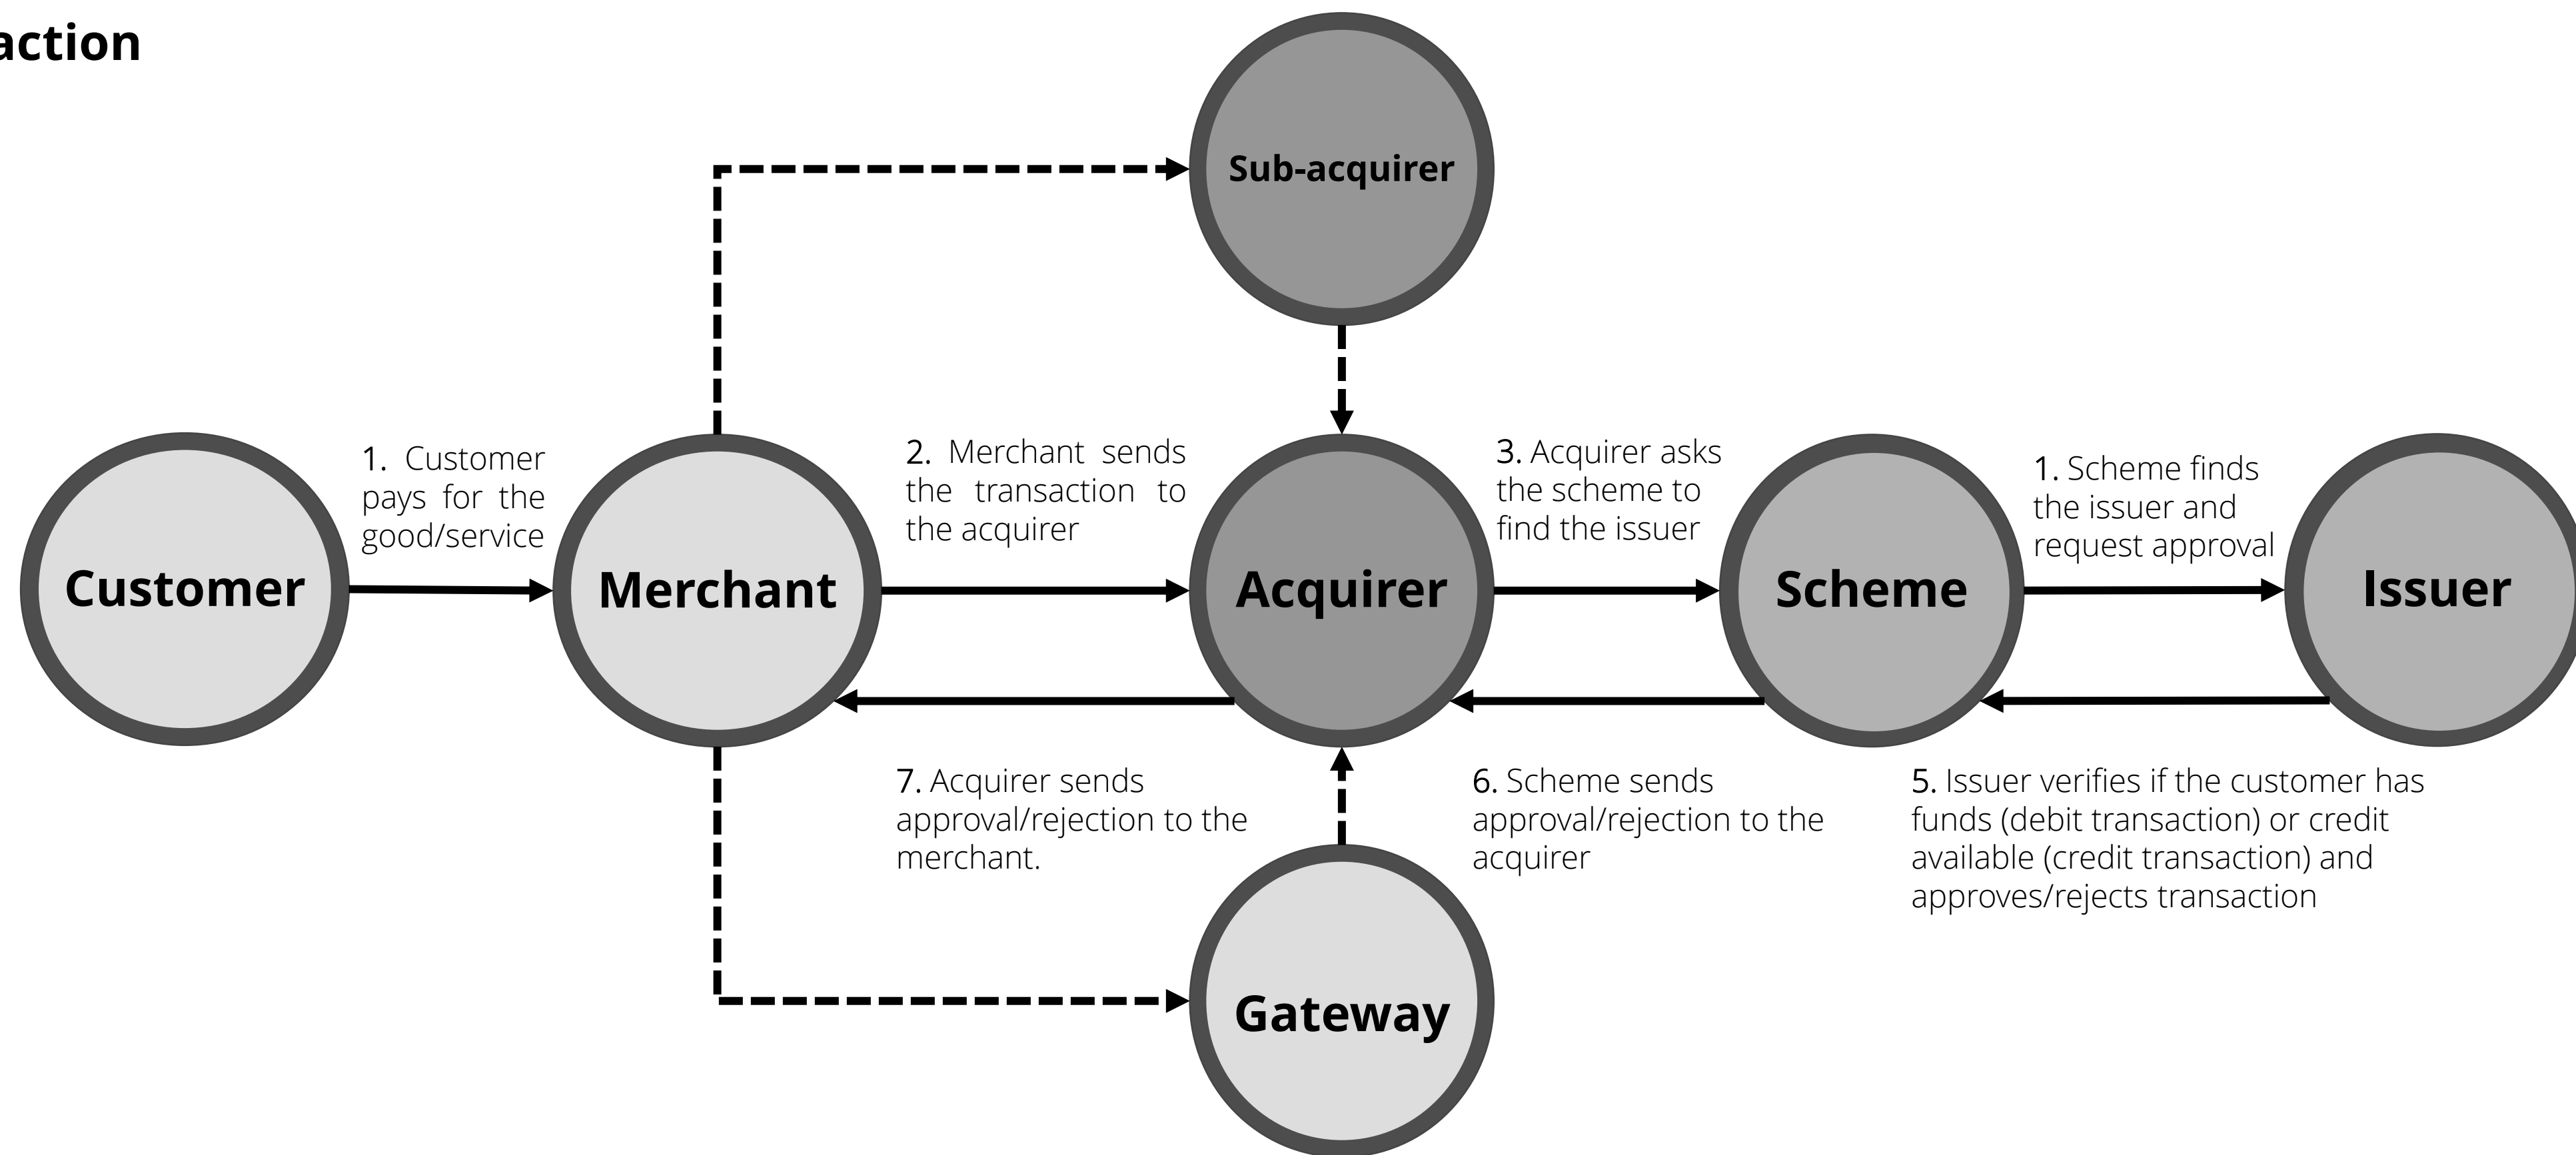 action
Sub-acquirer
1. Customer
pays for the
good/service
2. Merchant sends
the transaction to
the acquirer
3. Acquirer asks
the scheme to
find the issuer
1. Scheme finds
the issuer and
request approval
Customer
Merchant
Acquirer
Scheme
Issuer
7. Acquirer sends
approval/rejection to the
merchant.
6. Scheme sends
approval/rejection to the
acquirer
5. Issuer verifies if the customer has
funds (debit transaction) or credit
available (credit transaction) and
approves/rejects transaction
Gateway